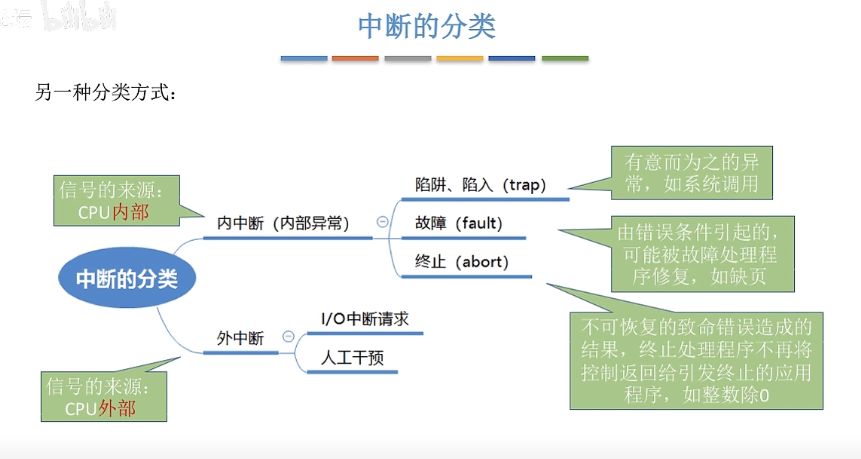 坛 bilibili
中断的分类
另一种分类方式：
信号的来源：
CPU内部
中断的分类
内中断（内部异常）
陷阱、陷入（trap）
有意而为之的异
常，如系统调用
故障（fault）
由错误条件引起的，
可能被故障处理程
序修复，如缺页
终止（abort）
不可恢复的致命错误造成的
结果，终止处理程序不再将
控制返回给引发终止的应用
程序，如整数除0
外中断
I/O中断请求
人工干预
信号的来源：
CPU外部